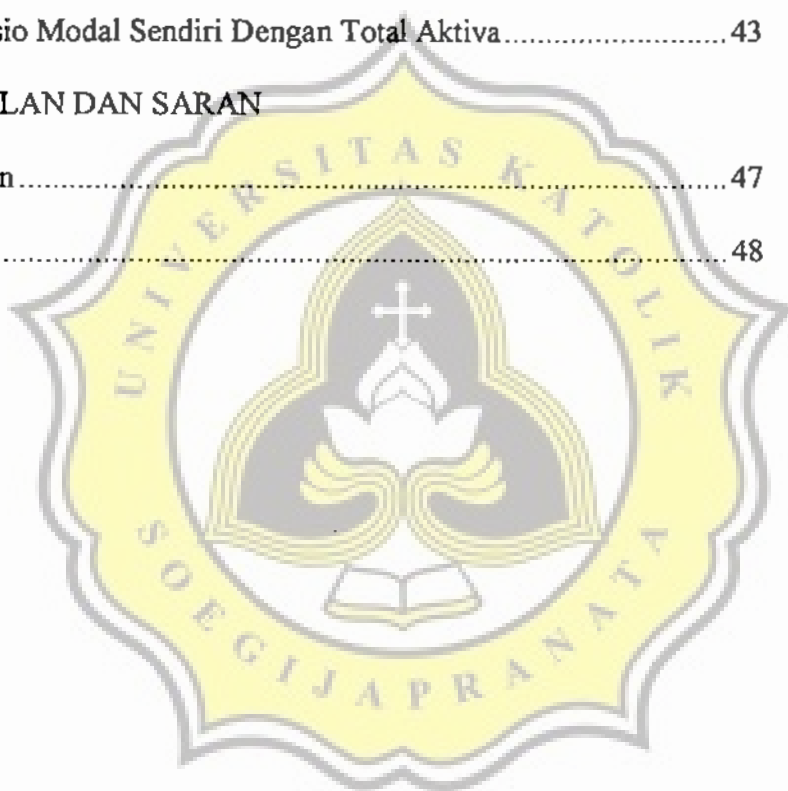 sio Modal Sendiri Dengan Total Aktiva............................43
LAN DAN SARAN
n..........................................................................................47
..........................................................................................48
UNIVERSITAS KATOLIK
SOEGIJAPRANATA